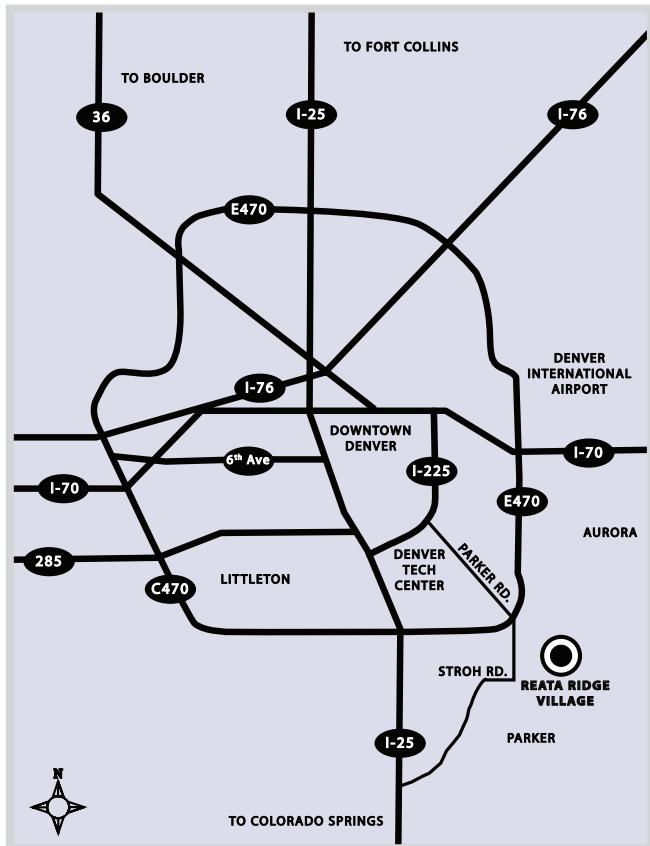 TO FORT COLLINS
TO BOULDER
36
I-25
I-76
E470
DENVER
INTERNATIONAL
AIRPORT
I-76
DOWNTOWN
DENVER
6th Ave
I-225
I-70
I-70
E470
AURORA
285
DENVER
TECH
CENTER
PARKER RD.
LITTLETON
C470
STROH RD.
REATA RIDGE
VILLAGE
I-25
PARKER
N
TO COLORADO SPRINGS